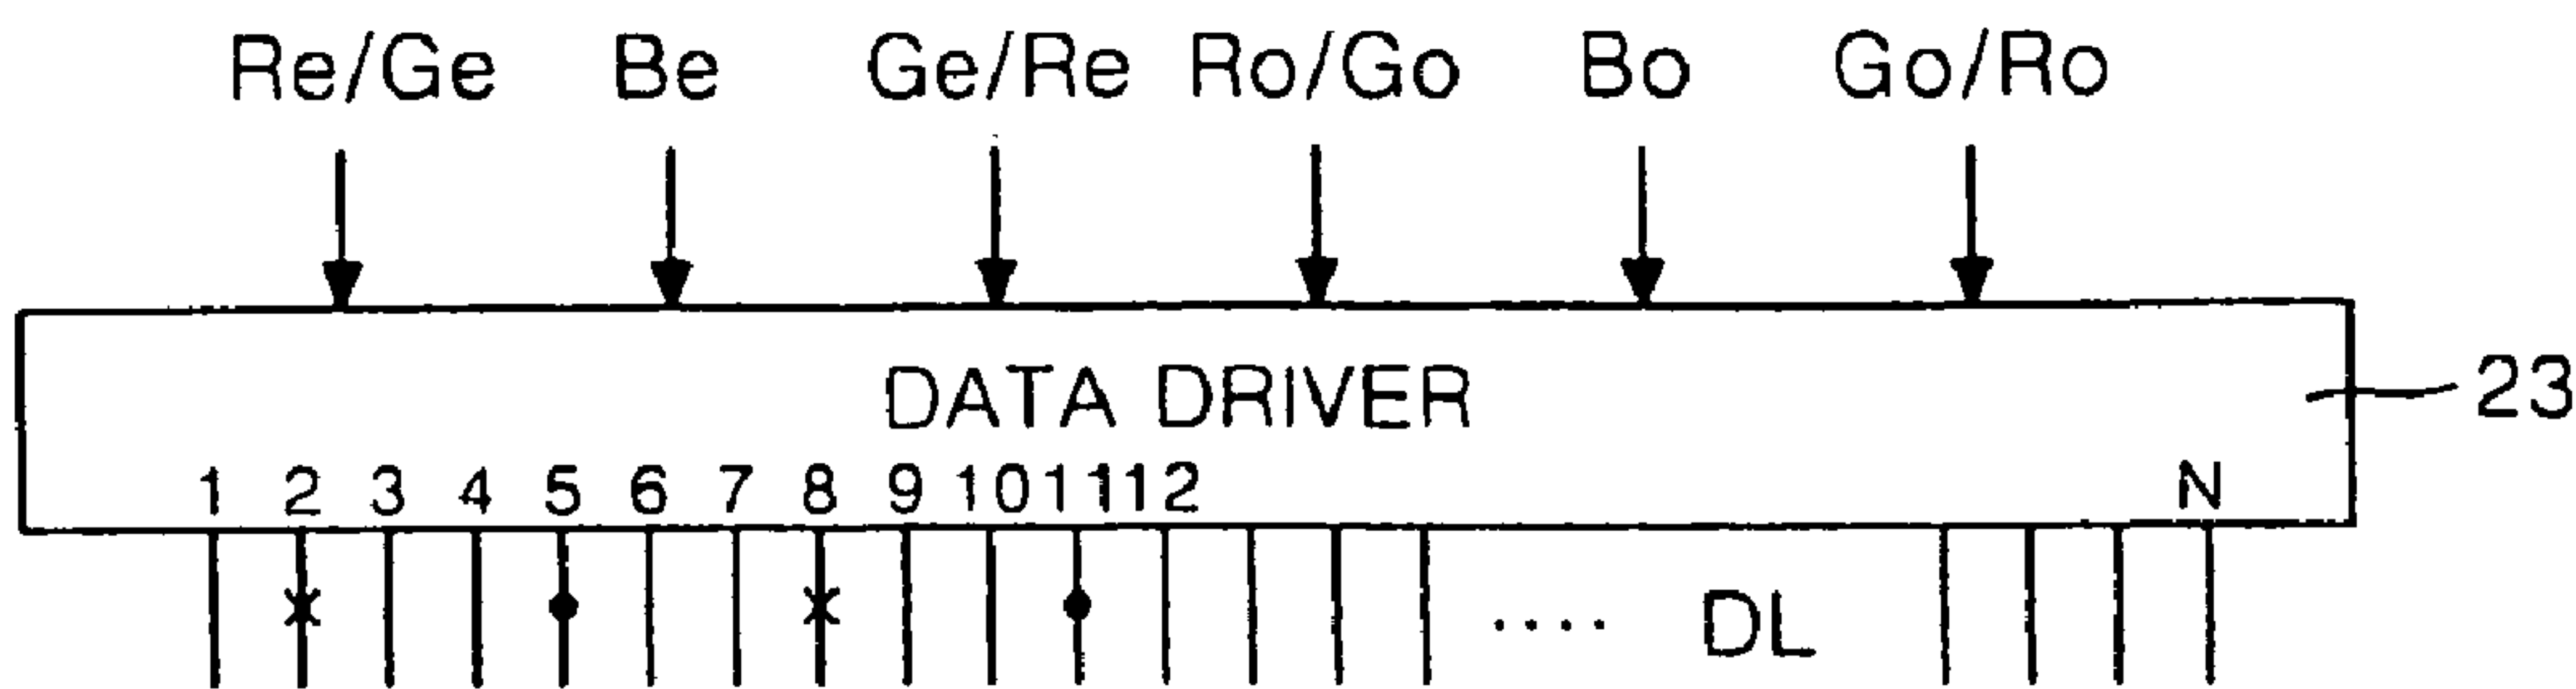 Re/Ge Be Ge/Re Ro/Go Bo Go/Ro
DATA DRIVER
23
1 2 3 4 5 6 7 8 9 10 11 12 N
.... DL